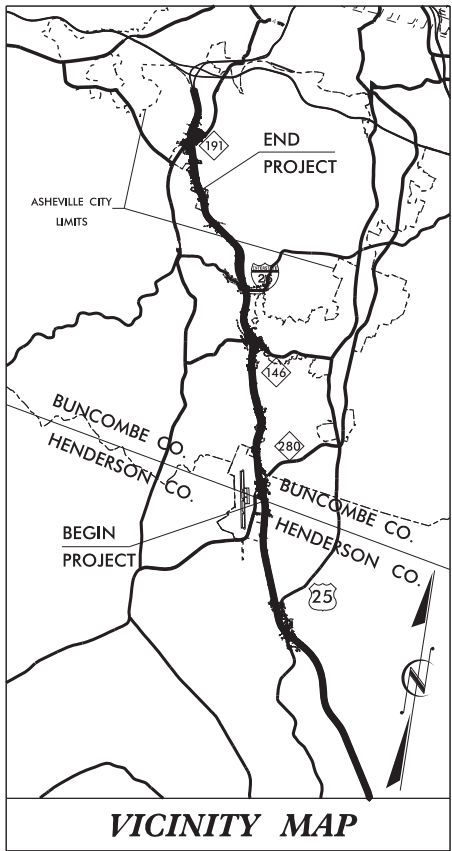 191
END
PROJECT
ASHEVILLE CITY
LIMITS
26
146
BUNCOMBE CO.
HENDERSON CO.
280
BUNCOMBE CO.
HENDERSON CO.
BEGIN
PROJECT
25
VICINITY MAP